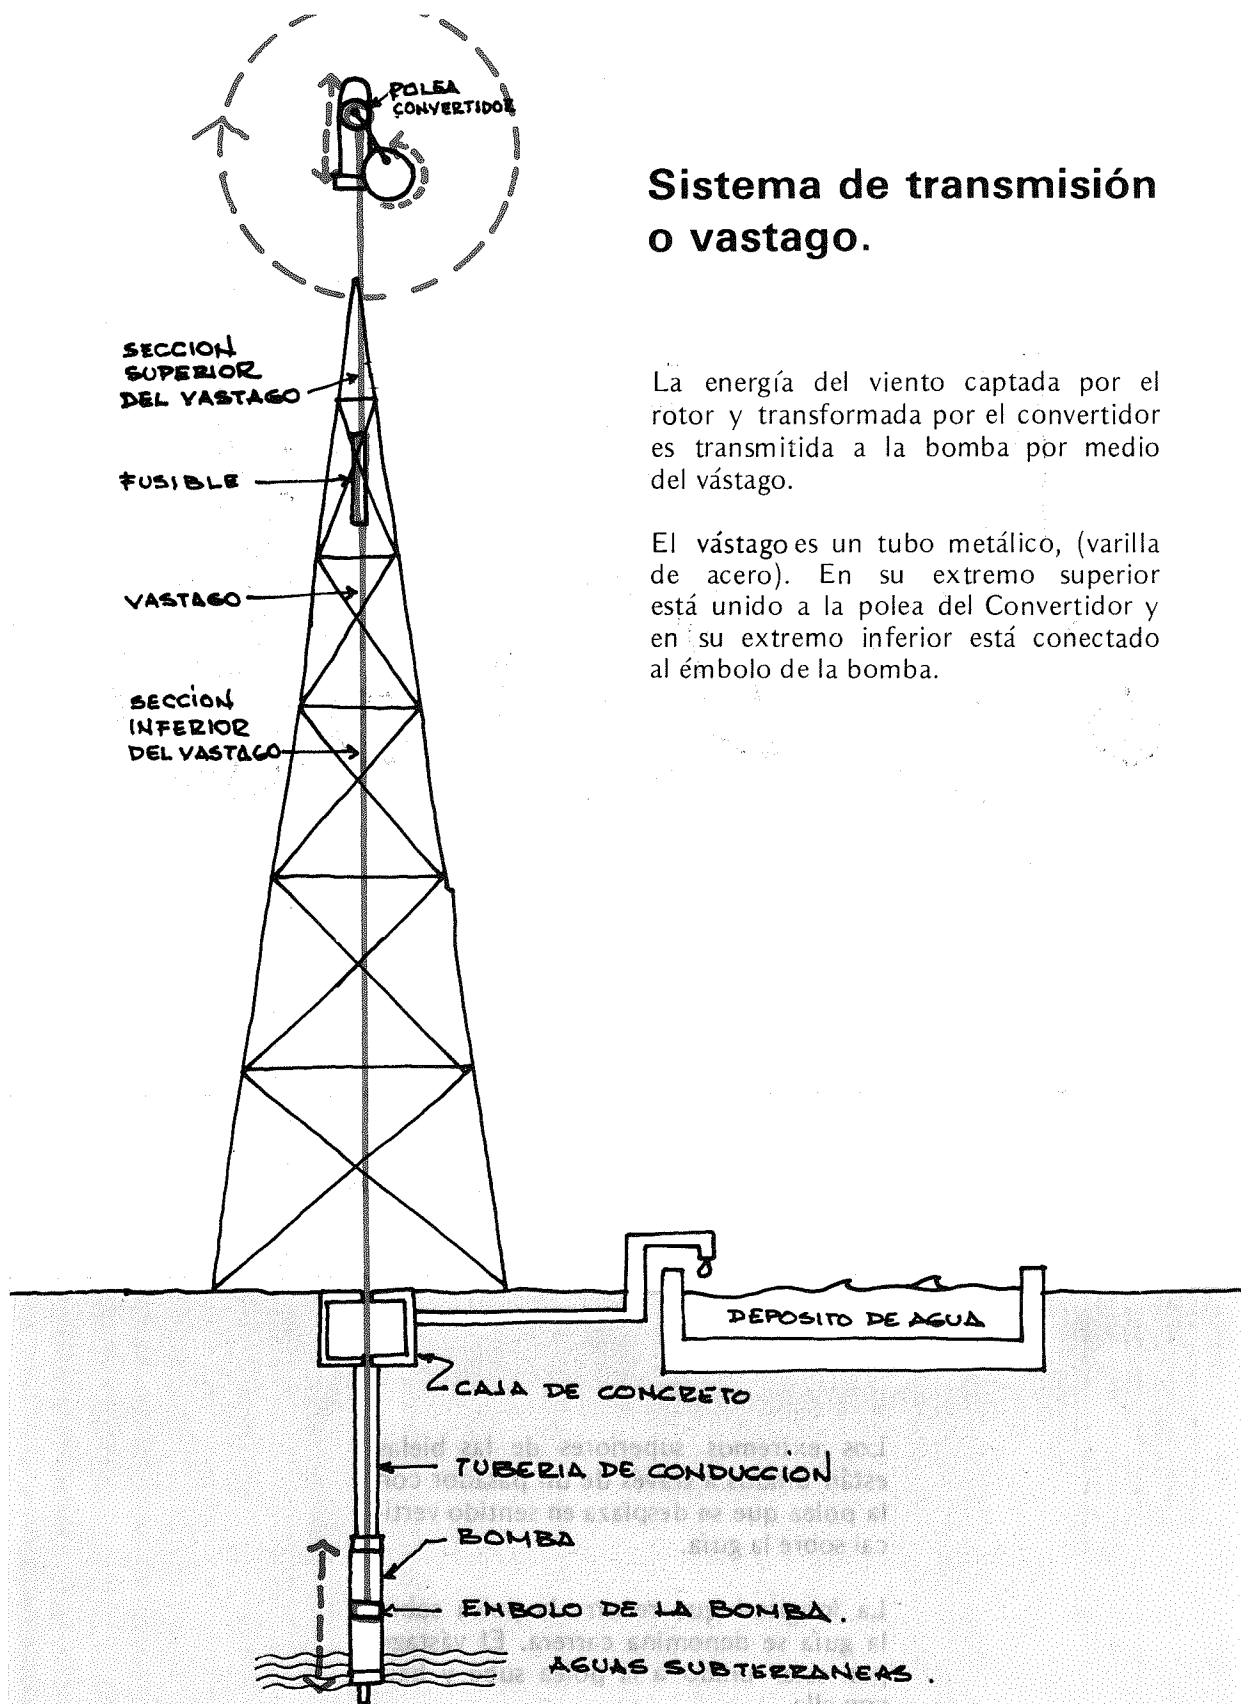 POLEA
CONVERTIDOR
Sistema de transmisión
o vastago.
SECCION
SUPERIOR
DEL VASTAGO
La energía del viento captada por el
rotor y transformada por el convertidor
es transmitida a la bomba por medio
del vástago.
FUSIBLE
El vástago es un tubo metálico, (varilla
de acero). En su extremo superior
está unido a la polea del Convertidor y
en su extremo inferior está conectado
al émbolo de la bomba.
VASTAGO
SECCION
INFERIOR
DEL VASTAGO
DEPOSITO DE AGUA
CAJA DE CONCRETO
TUBERIA DE CONDUCCION
BOMBA
EMBOLO DE LA BOMBA.
AGUAS SUBTERRANEAS.